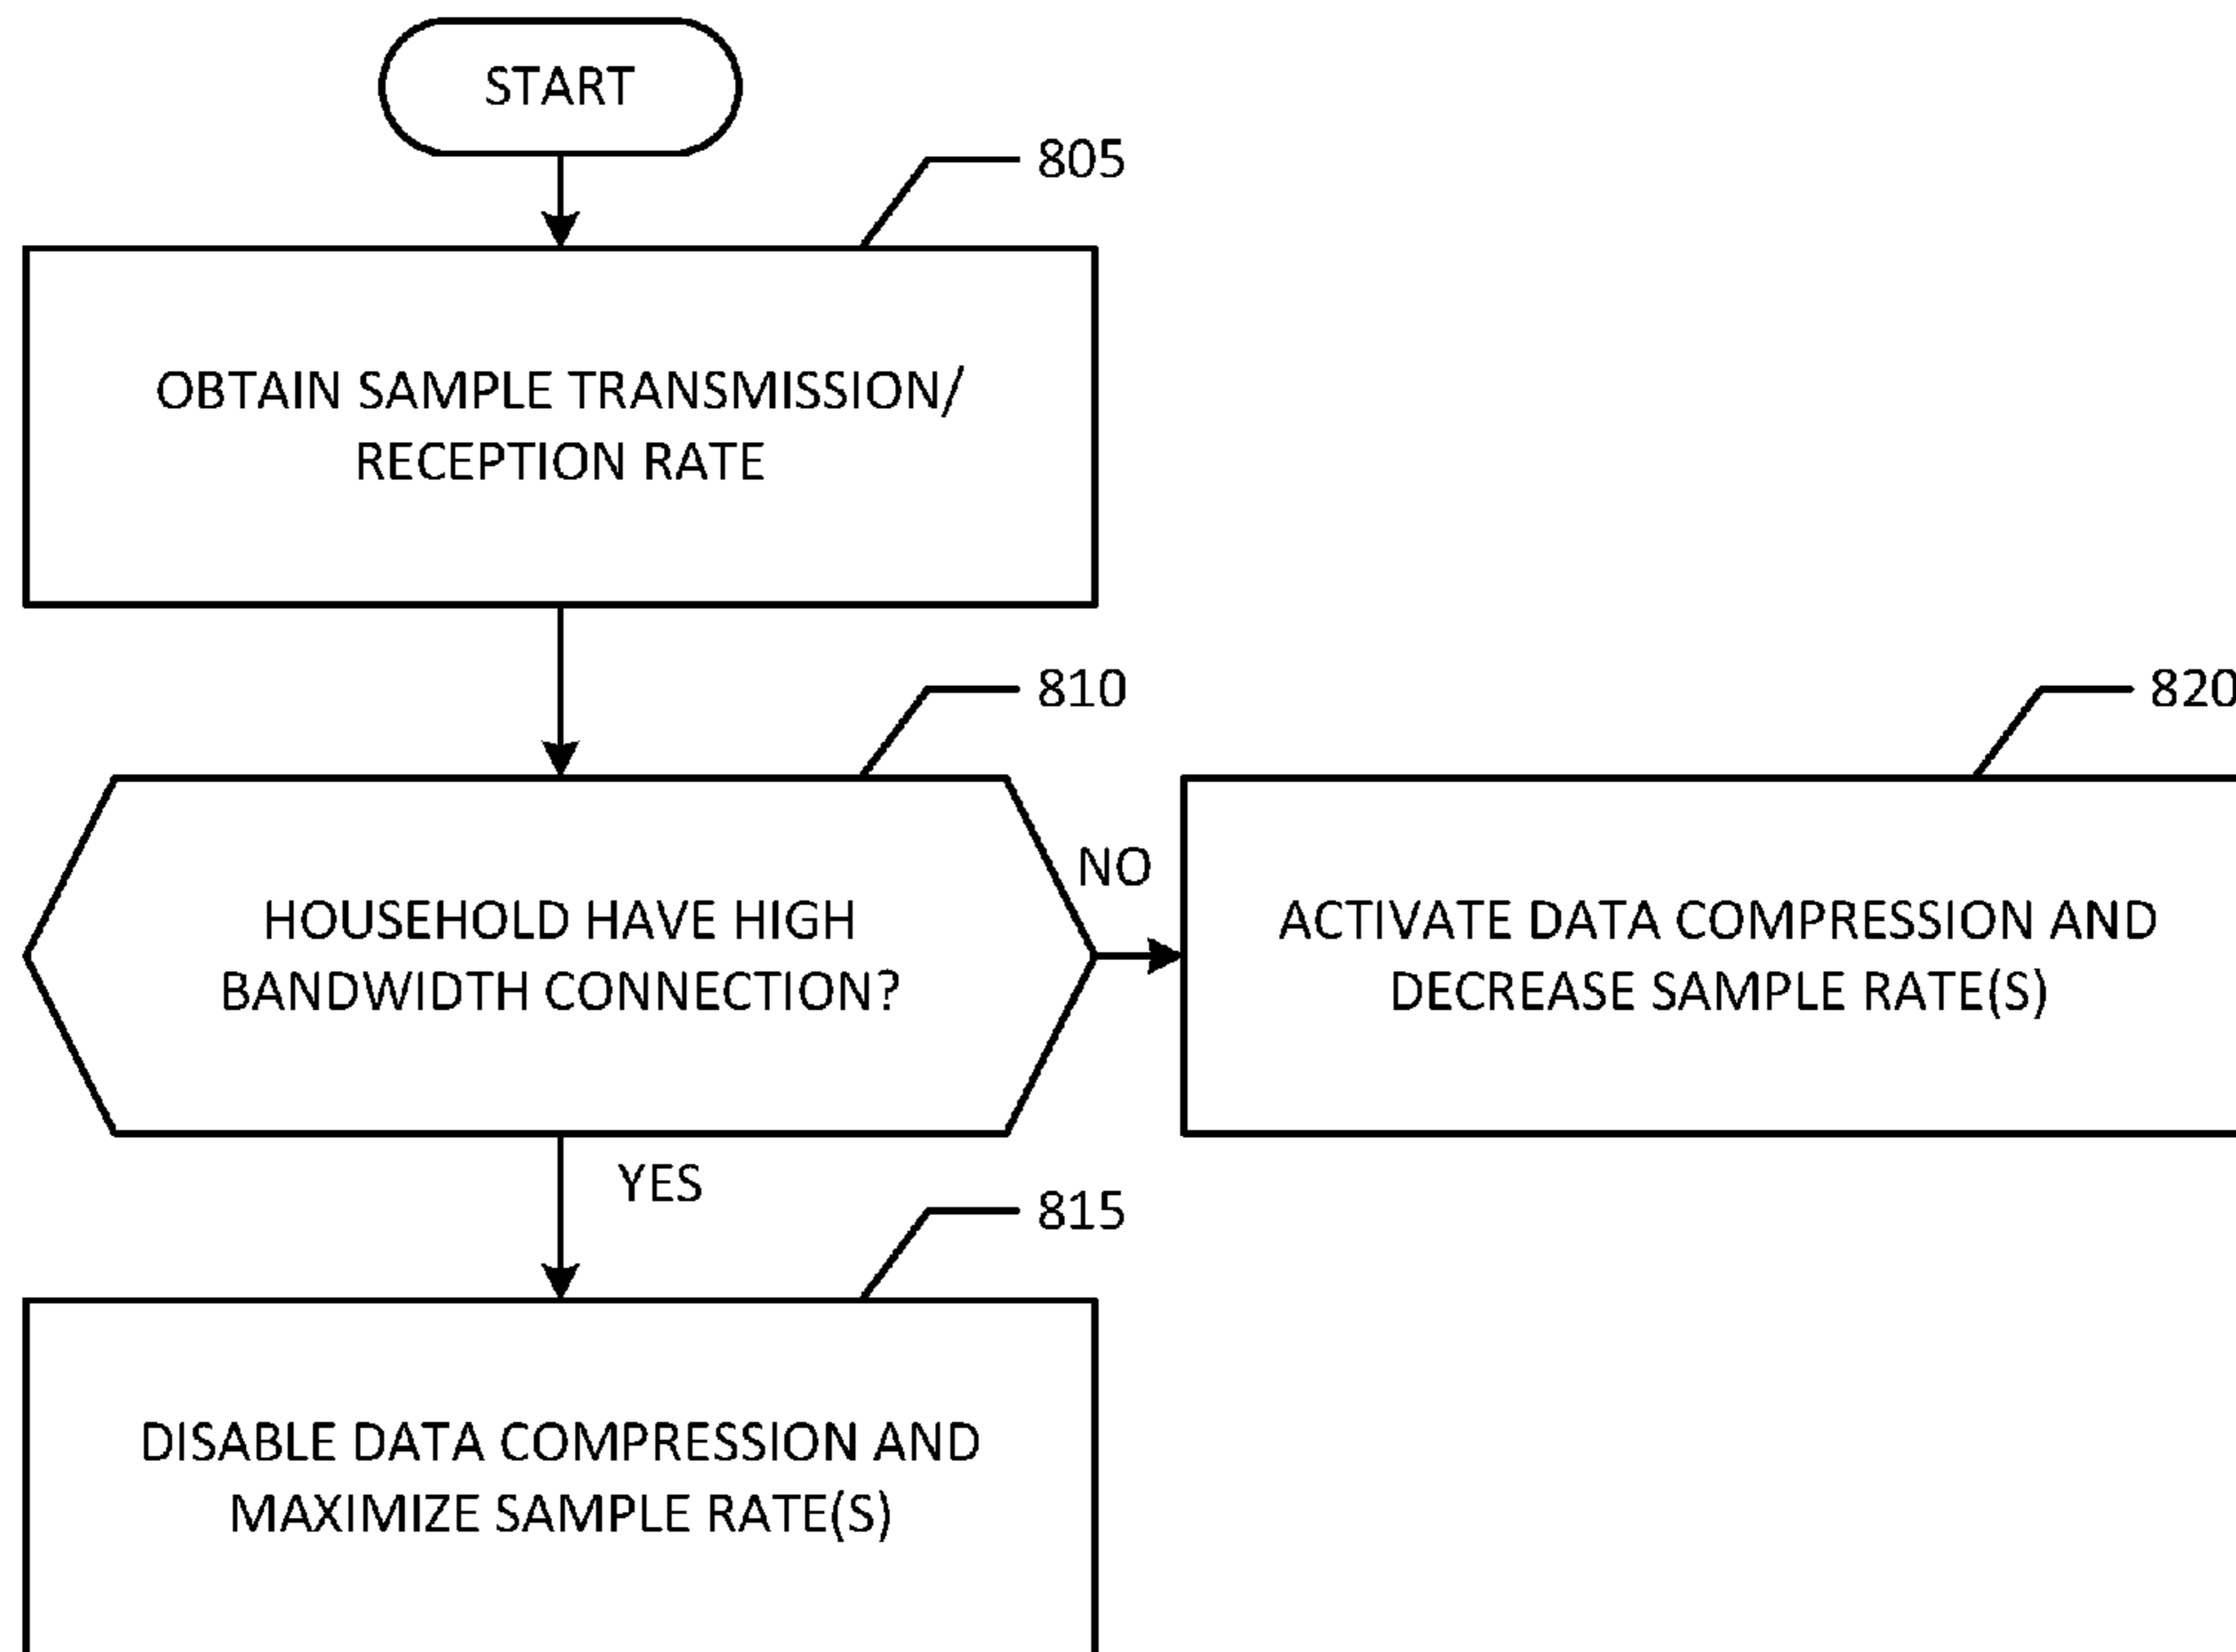 START
805
OBTAIN SAMPLE TRANSMISSION/
RECEPTION RATE
810
HOUSEHOLD HAVE HIGH
BANDWIDTH CONNECTION?
NO
820
ACTIVATE DATA COMPRESSION AND
DECREASE SAMPLE RATE(S)
YES
815
DISABLE DATA COMPRESSION AND
MAXIMIZE SAMPLE RATE(S)